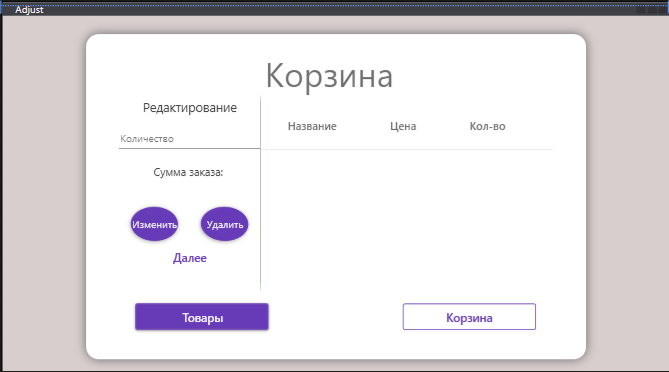 Adjust
Корзина
Редактирование
Название Цена Кол-во
Количество
Сумма заказа:
Изменить Удалить
Далее
Товары Корзина